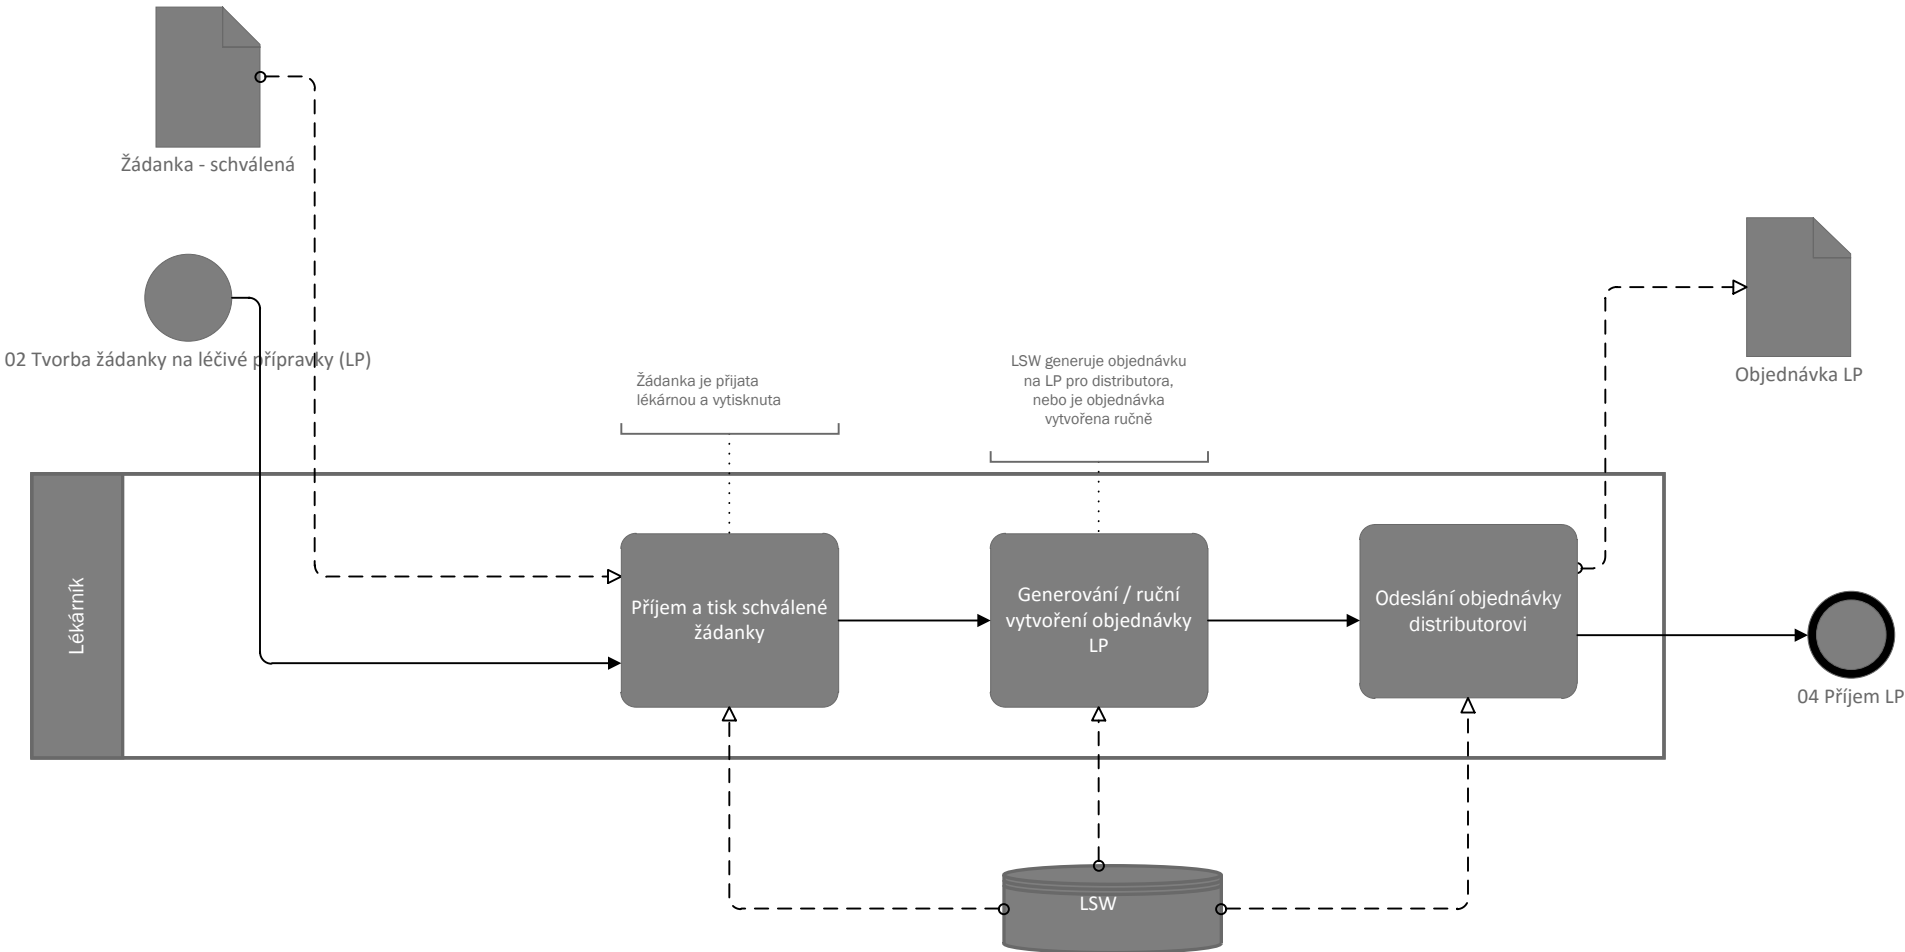 Žádanka - schválená
02 Tvorba žádanky na léčivé přípravky (LP)
Žádanka je přijata
lékárnou a vytisknuta
LSW generuje objednávku
na LP pro distributora,
nebo je objednávka
vytvořena ručně
Objednávka LP
Lékárník
Příjem a tisk schválené
žádanky
Generování / ruční
vytvoření objednávky
LP
Odeslání objednávky
distributorovi
04 Příjem LP
LSW